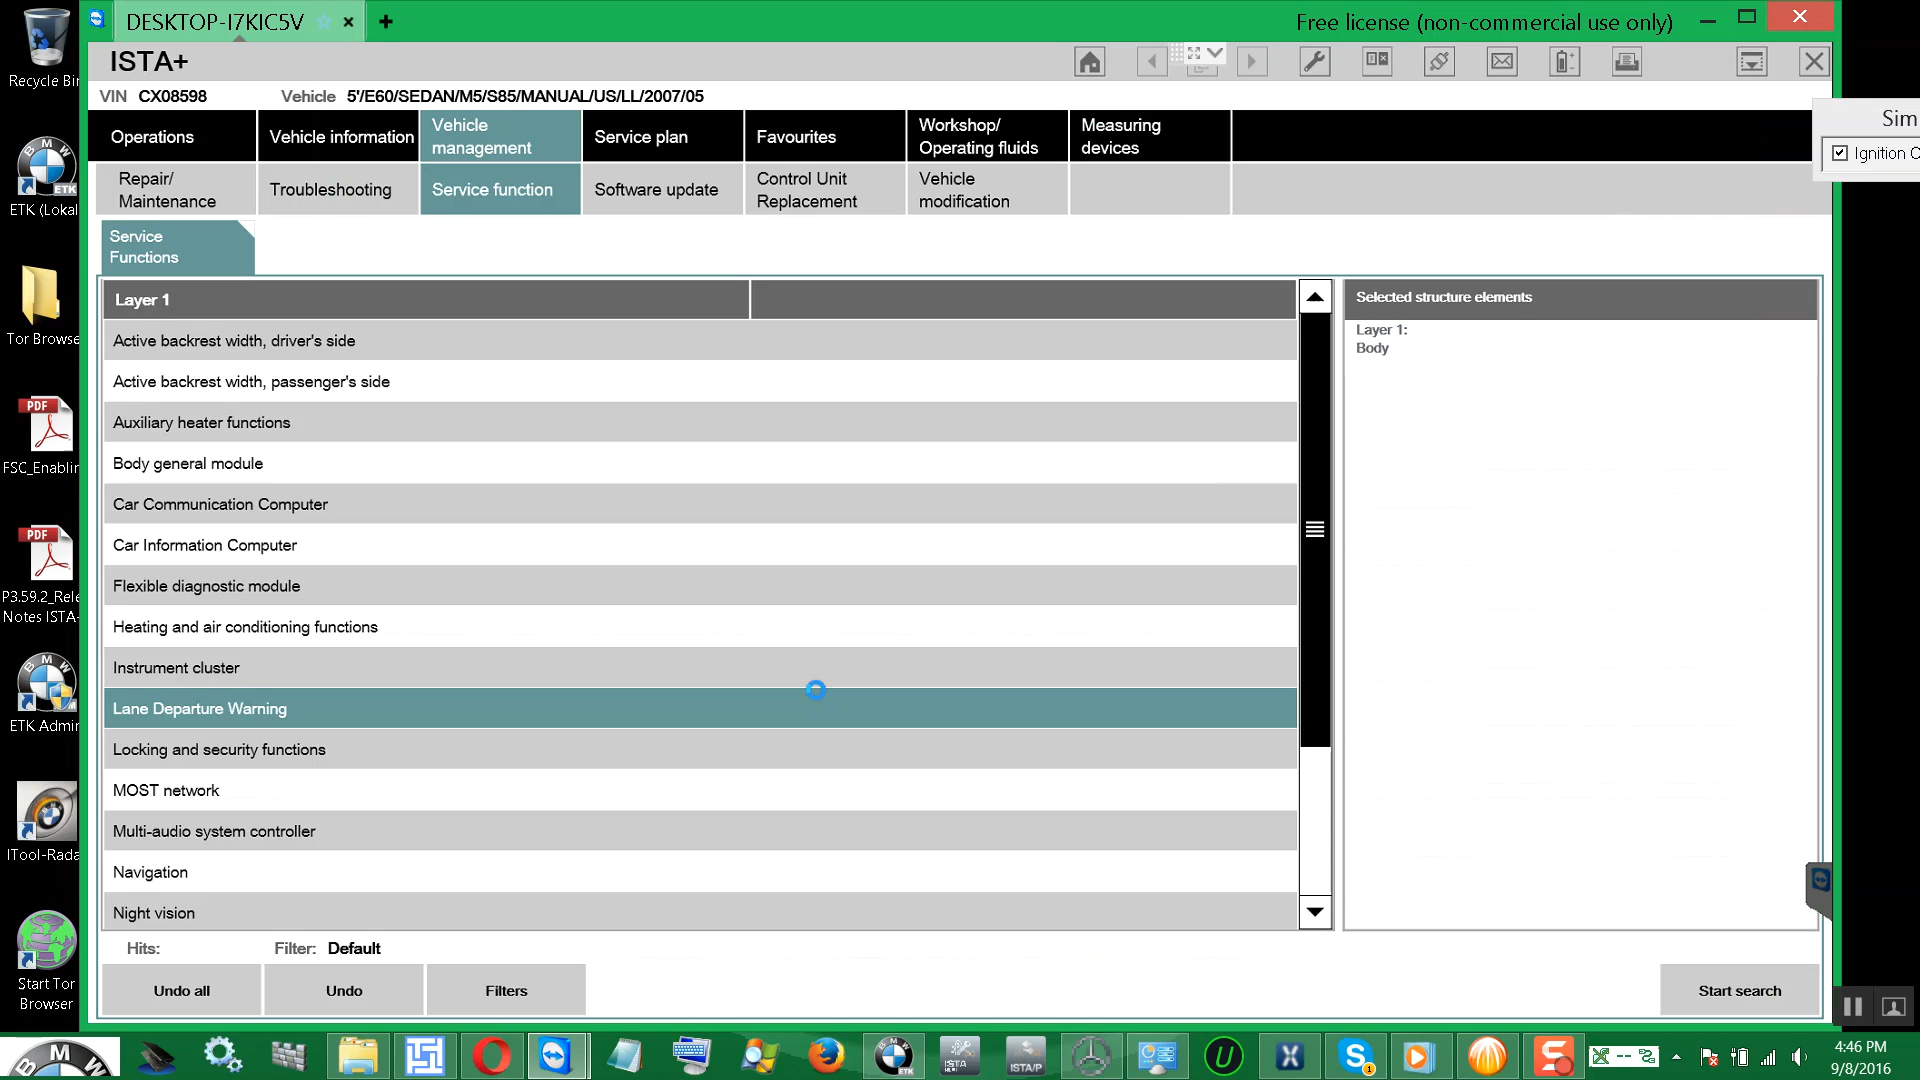 DESKTOP-I7KIC5V
Free license (non-commercial use only)
ISTA+
VIN CX08598 Vehicle 5'/E60/SEDAN/M5/S85/MANUAL/US/LL/2007/05
Operations
Vehicle information
Vehicle
management
Service plan
Favourites
Workshop/
Operating fluids
Measuring
devices
Repair/
Maintenance
Troubleshooting
Service function
Software update
Control Unit
Replacement
Vehicle
modification
Service
Functions
Layer 1
Active backrest width, driver's side
Active backrest width, passenger's side
Auxiliary heater functions
Body general module
Car Communication Computer
Car Information Computer
Flexible diagnostic module
Heating and air conditioning functions
Instrument cluster
Lane Departure Warning
Locking and security functions
MOST network
Multi-audio system controller
Navigation
Night vision
Selected structure elements
Layer 1:
Body
Hits: Filter: Default
Undo all
Undo
Filters
Start search
Sim
Ignition C
Recycle Bin
ETK (Lokal
Tor Browse
PDF
FSC_Enablin
PDF
P3.59.2_Rele
Notes ISTA-
ETK Admin
ITool-Rada
Start Tor
Browser
4:46 PM
9/8/2016